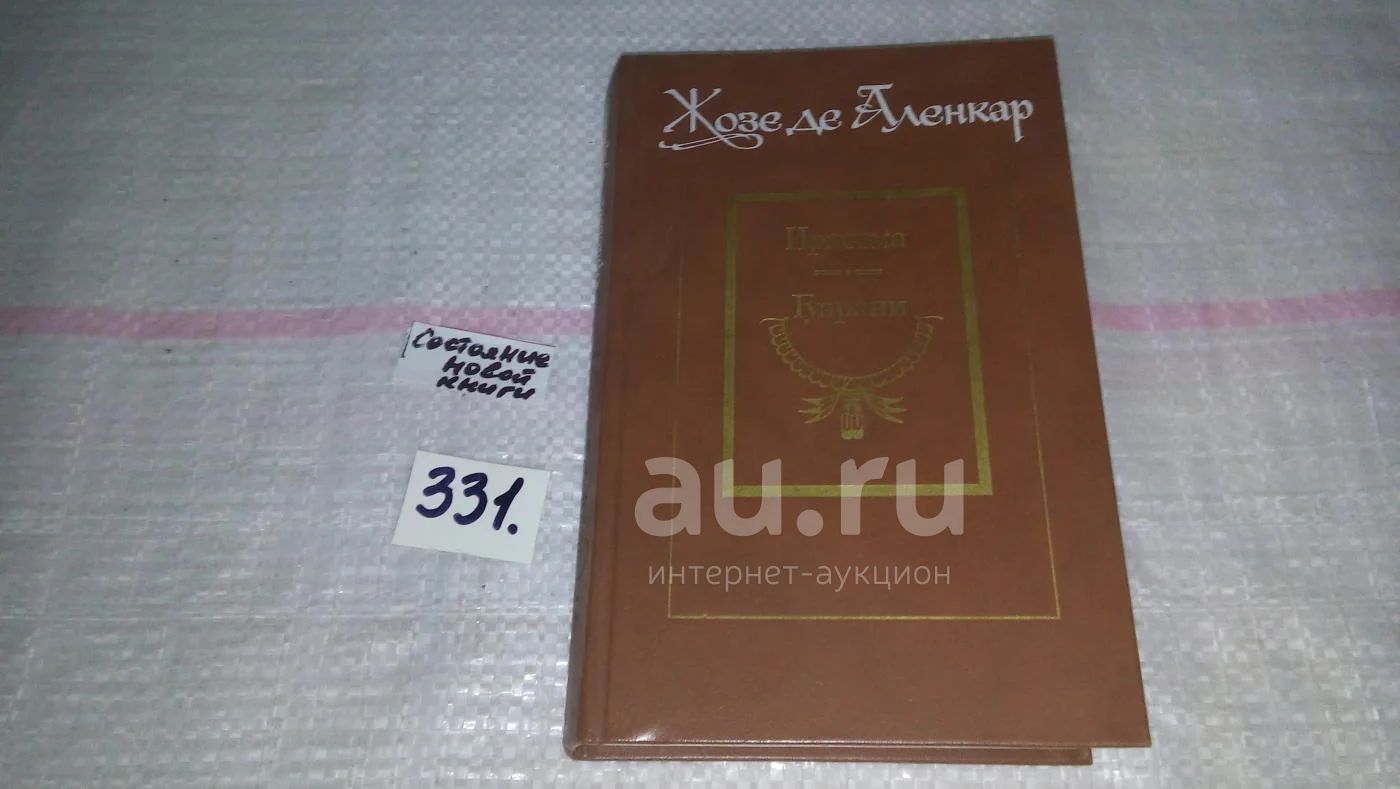 Жозе де Аленкар
Ирасема
Гуарани
Состояние
новой
книги
331.
au.ru
интернет-аукцион